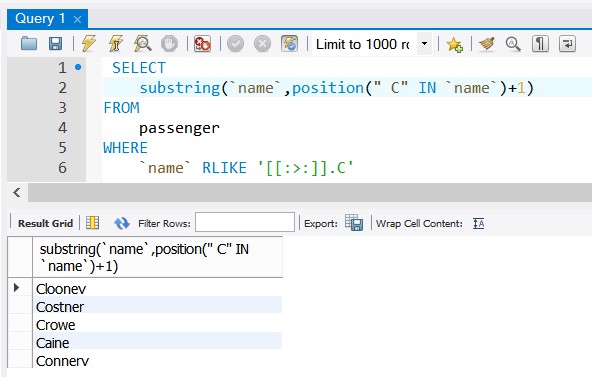 Query 1
Limit to 1000 rc
1 SELECT
2 substring(`name`,position(" C" IN `name`)+1)
3 FROM
4 passenger
5 WHERE
6 `name` RLIKE '[[:>:]].C'
Result Grid Filter Rows: Export: Wrap Cell Content:
substring(`name`,position(" C" IN
`name`)+1)
Clooney
Costner
Crowe
Caine
Connery